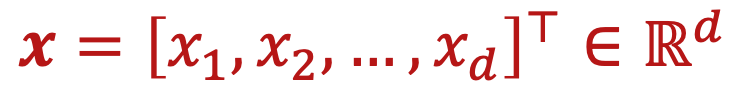 𝒙 = [x₁, x₂, … , x_d]^⊤ ∈ ℝ^d